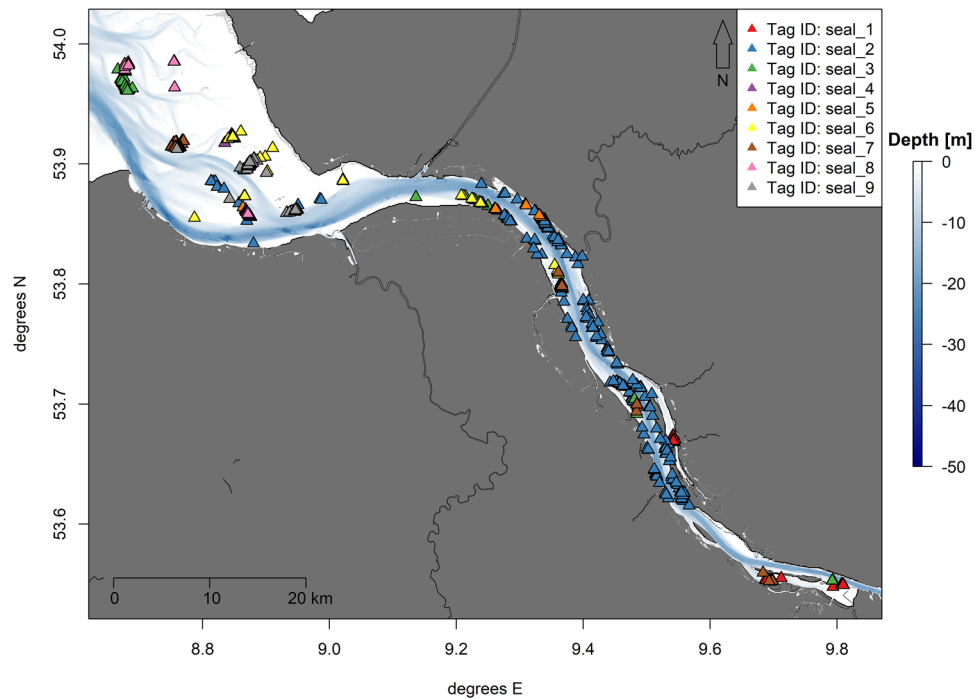 54.0
53.9
53.8
53.7
53.6
degrees N
8.8
9.0
9.2
9.4
9.6
9.8
degrees E
N
Tag ID: seal_1
Tag ID: seal_2
Tag ID: seal_3
Tag ID: seal_4
Tag ID: seal_5
Tag ID: seal_6
Tag ID: seal_7
Tag ID: seal_8
Tag ID: seal_9
Depth [m]
0
-10
-20
-30
-40
-50
0
10
20 km